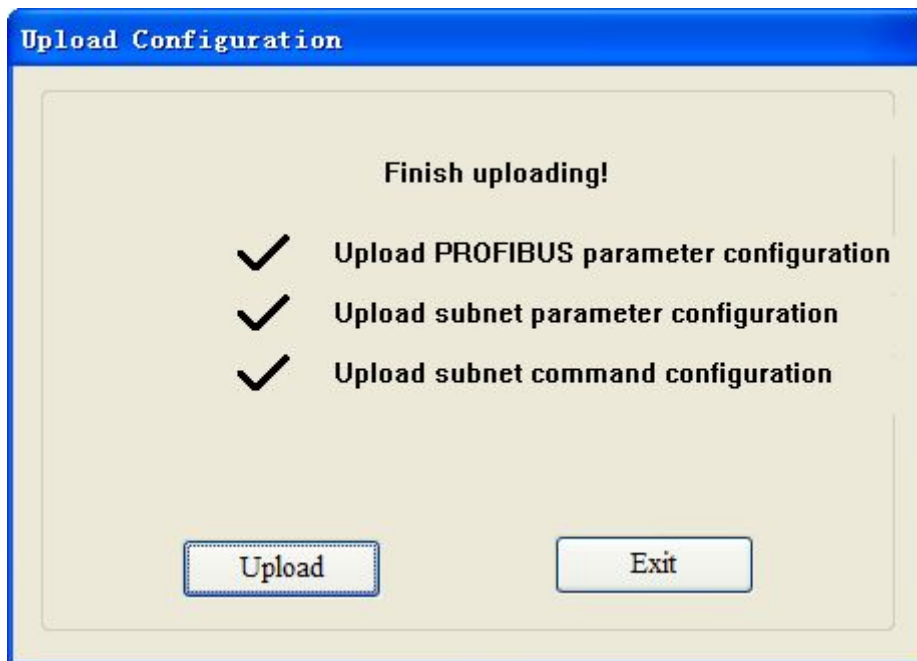 Upload Configuration
Finish uploading!
Upload PROFIBUS parameter configuration
Upload subnet parameter configuration
Upload subnet command configuration
Upload
Exit